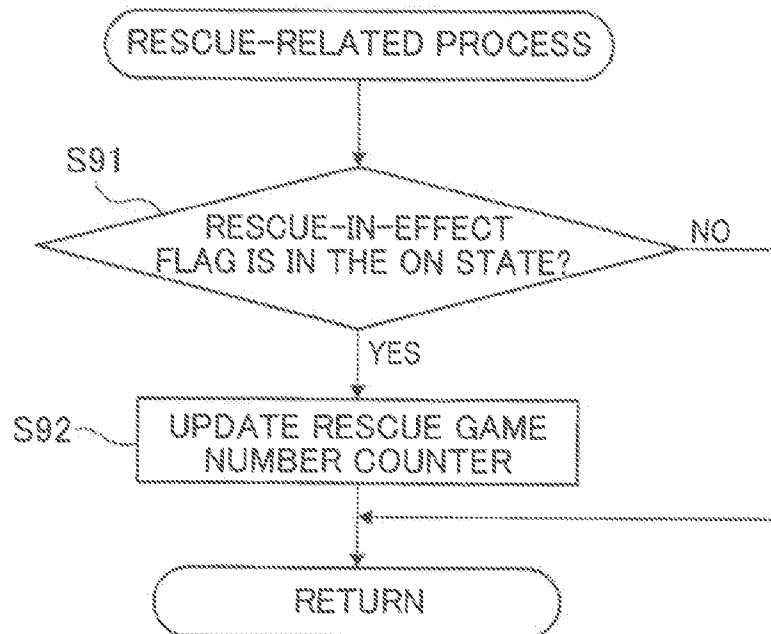 RESCUE-RELATED PROCESS
S91
RESCUE-IN-EFFECT
FLAG IS IN THE ON STATE?
NO
YES
S92
UPDATE RESCUE GAME
NUMBER COUNTER
RETURN